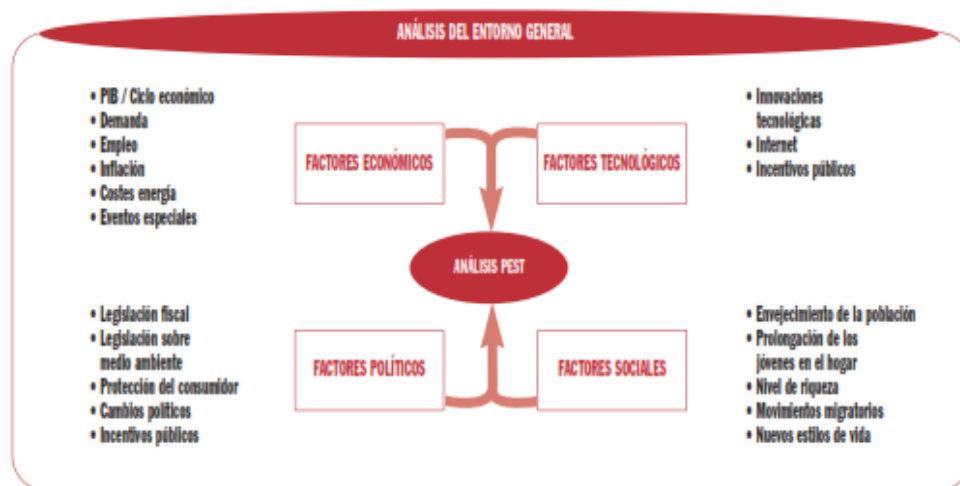 ANÁLISIS DEL ENTORNO GENERAL
• PIB / Ciclo económico
• Demanda
• Empleo
• Inflación
• Costes energía
• Eventos especiales
FACTORES ECONÓMICOS
FACTORES TECNOLÓGICOS
• Innovaciones
tecnológicas
• Internet
• Incentivos públicos
ANÁLISIS PEST
• Legislación fiscal
• Legislación sobre
medio ambiente
• Protección del consumidor
• Cambios políticos
• Incentivos públicos
FACTORES POLÍTICOS
FACTORES SOCIALES
• Envejecimiento de la población
• Prolongación de los
jóvenes en el hogar
• Nivel de riqueza
• Movimientos migratorios
• Nuevos estilos de vida